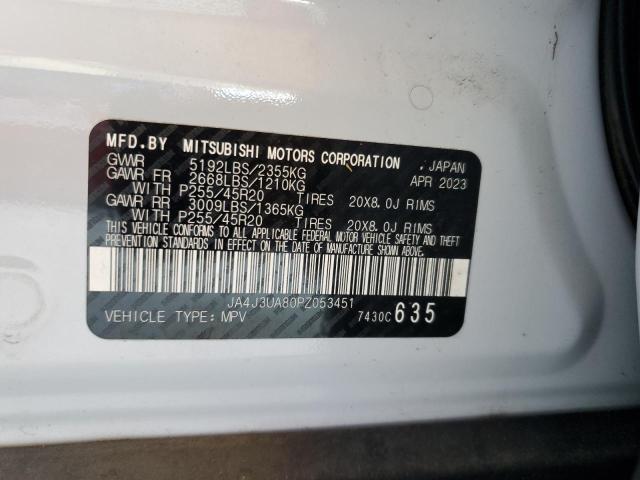 MFD.BY MITSUBISHI MOTORS CORPORATION , JAPAN
GVWR 5192LBS/2355KG APR 2023
GAWR FR 2668LBS/1210KG
WITH P255/45R20 TIRES 20X8.0J RIMS
GAWR RR 3009LBS/1365KG
WITH P255/45R20 TIRES 20X8.0J RIMS
THIS VEHICLE CONFORMS TO ALL APPLICABLE FEDERAL MOTOR VEHICLE SAFETY AND THEFT
PREVENTION STANDARDS IN EFFECT ON THE DATE OF MANUFACTURE SHOWN ABOVE.
JA4J3UA80PZ053451
VEHICLE TYPE: MPV 7430C 635